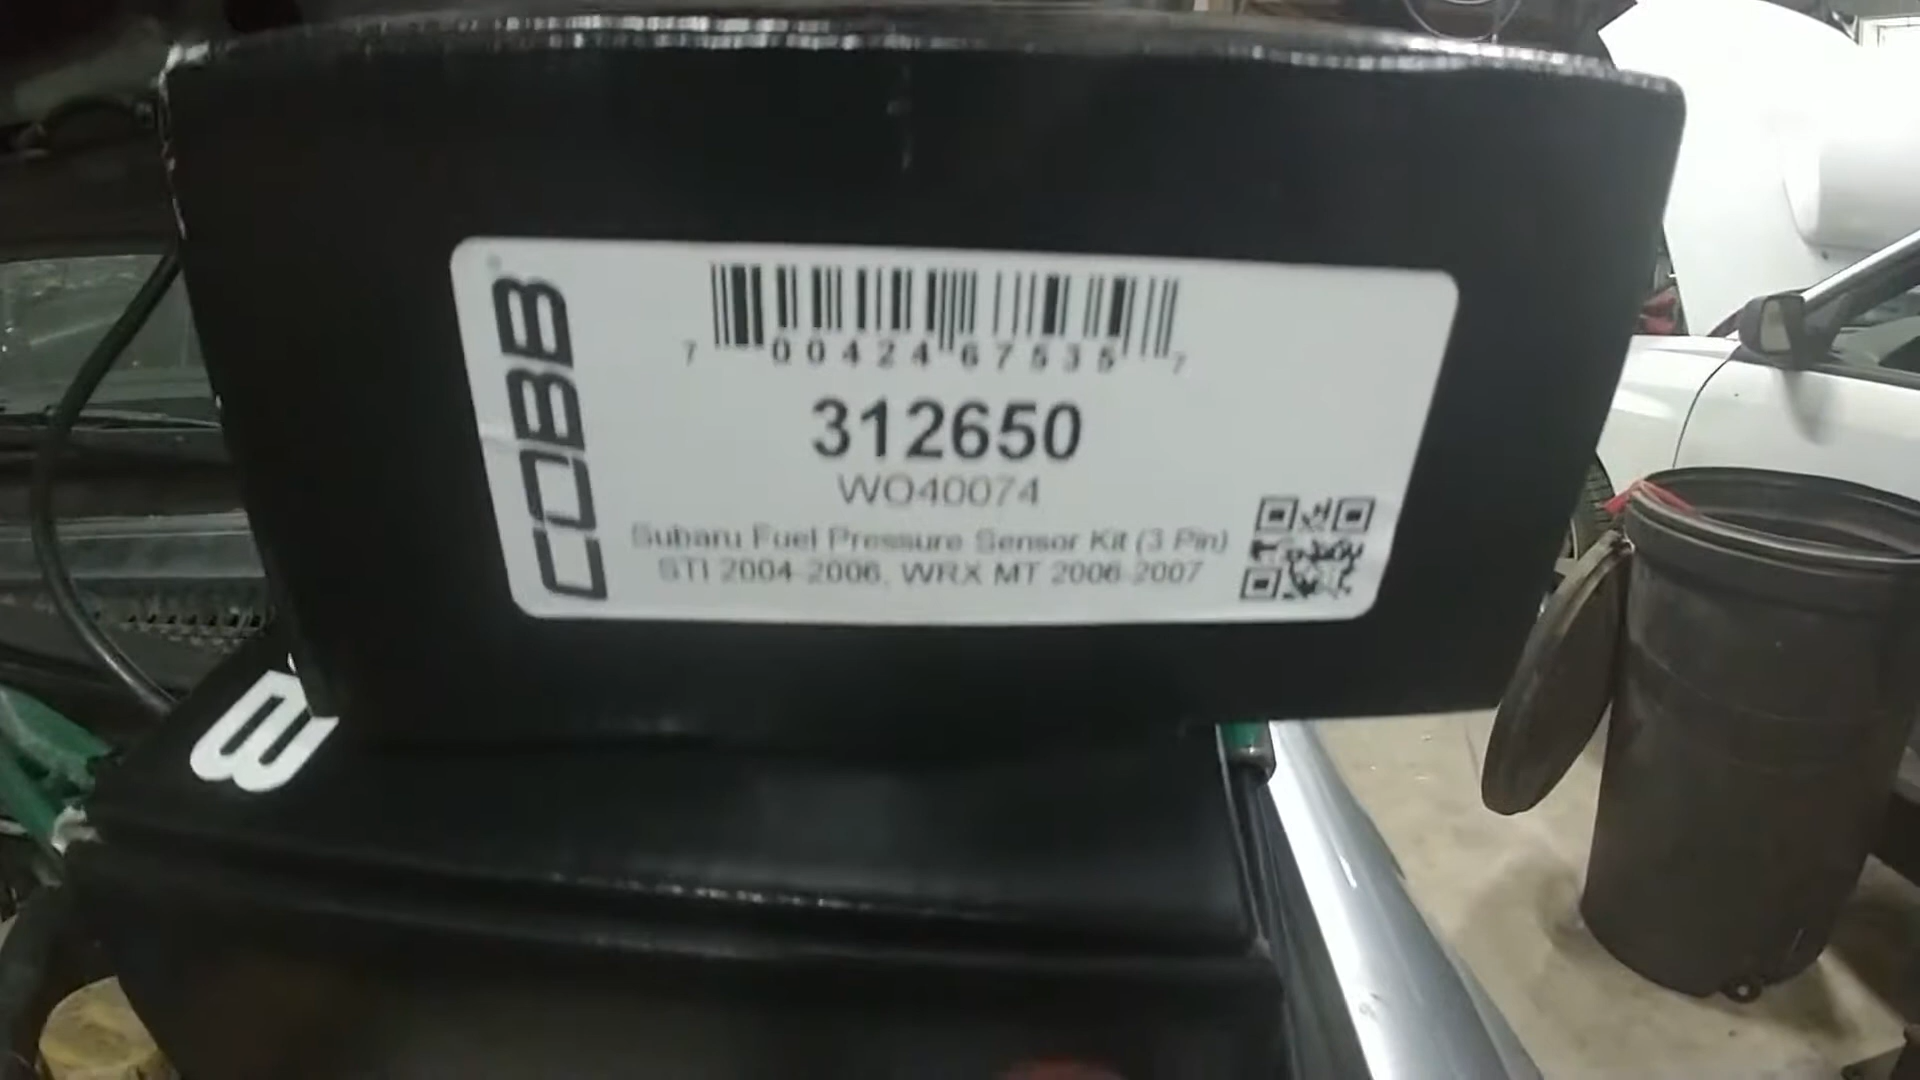 COBB
7 00424 67535 7
312650
WO40074
Subaru Fuel Pressure Sensor Kit (3 Pin)
STI 2004-2006, WRX MT 2006-2007
B